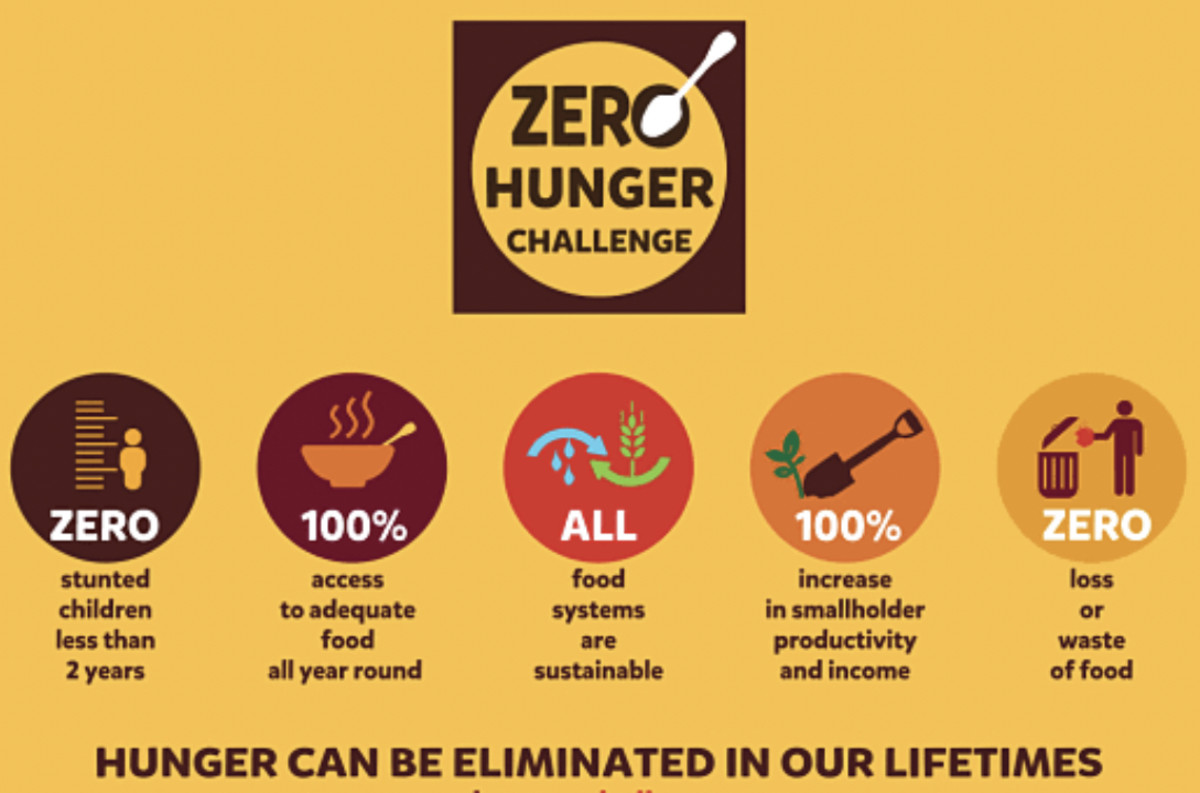 ZERO
HUNGER
CHALLENGE
ZERO
stunted
children
less than
2 years
100%
access
to adequate
food
all year round
ALL
food
systems
are
sustainable
100%
increase
in smallholder
productivity
and income
ZERO
loss
or
waste
of food
HUNGER CAN BE ELIMINATED IN OUR LIFETIMES